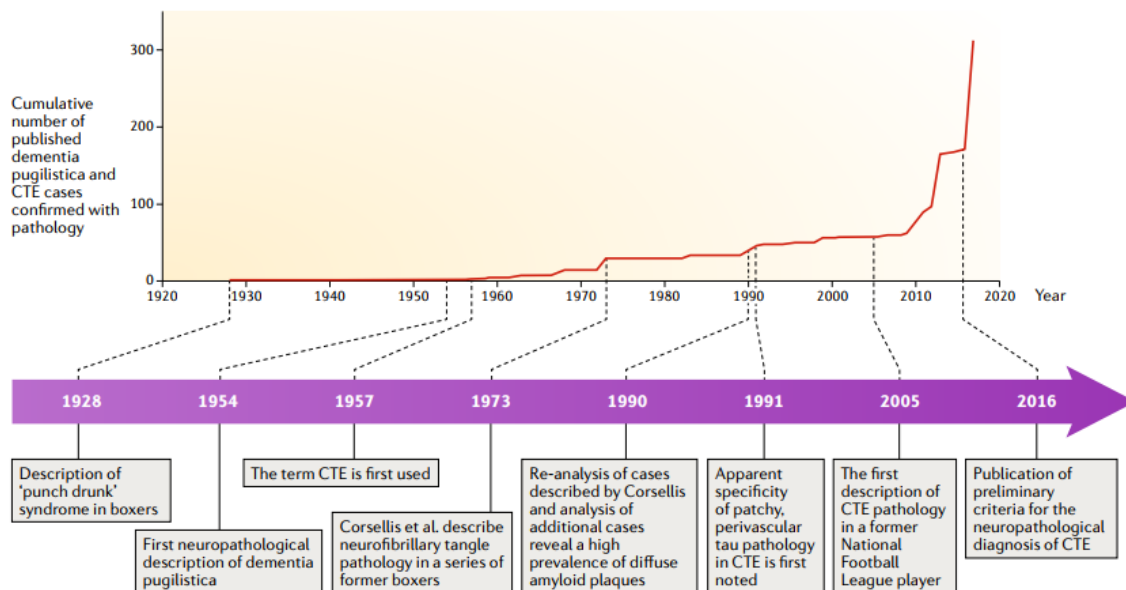 Cumulative
number of
published
dementia
pugilistica and
CTE cases
confirmed with
pathology
300
200
100
0
1920 1930 1940 1950 1960 1970 1980 1990 2000 2010 2020 Year
1928 1954 1957 1973 1990 1991 2005 2016
Description of
‘punch drunk’
syndrome in boxers
First neuropathological
description of dementia
pugilistica
The term CTE is first used
Corsellis et al. describe
neurofibrillary tangle
pathology in a series of
former boxers
Re-analysis of cases
described by Corsellis
and analysis of
additional cases
reveal a high
prevalence of diffuse
amyloid plaques
Apparent
specificity
of patchy,
perivascular
tau pathology
in CTE is first
noted
The first
description of
CTE pathology
in a former
National
Football
League player
Publication of
preliminary
criteria for the
neuropathological
diagnosis of CTE